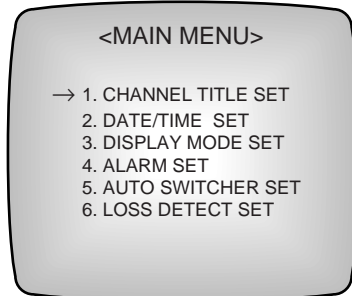 <MAIN MENU>
→ 1. CHANNEL TITLE SET
2. DATE/TIME SET
3. DISPLAY MODE SET
4. ALARM SET
5. AUTO SWITCHER SET
6. LOSS DETECT SET